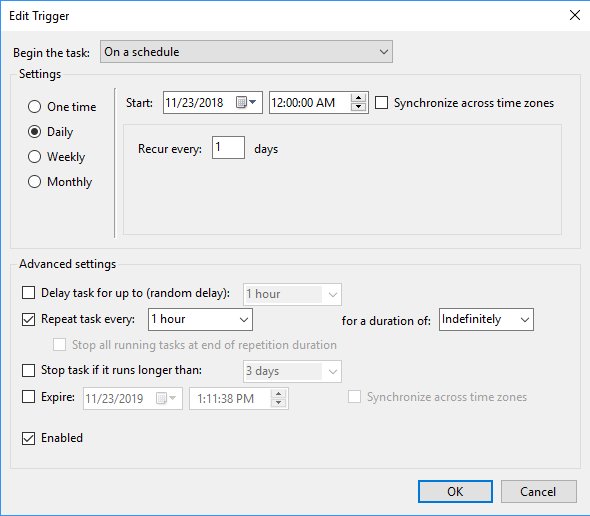 Edit Trigger
Begin the task: On a schedule
Settings
One time
Start: 11/23/2018 12:00:00 AM Synchronize across time zones
Daily
Recur every: 1 days
Weekly
Monthly
Advanced settings
Delay task for up to (random delay): 1 hour
Repeat task every: 1 hour for a duration of: Indefinitely
Stop all running tasks at end of repetition duration
Stop task if it runs longer than: 3 days
Expire: 11/23/2019 1:11:38 PM Synchronize across time zones
Enabled
OK Cancel